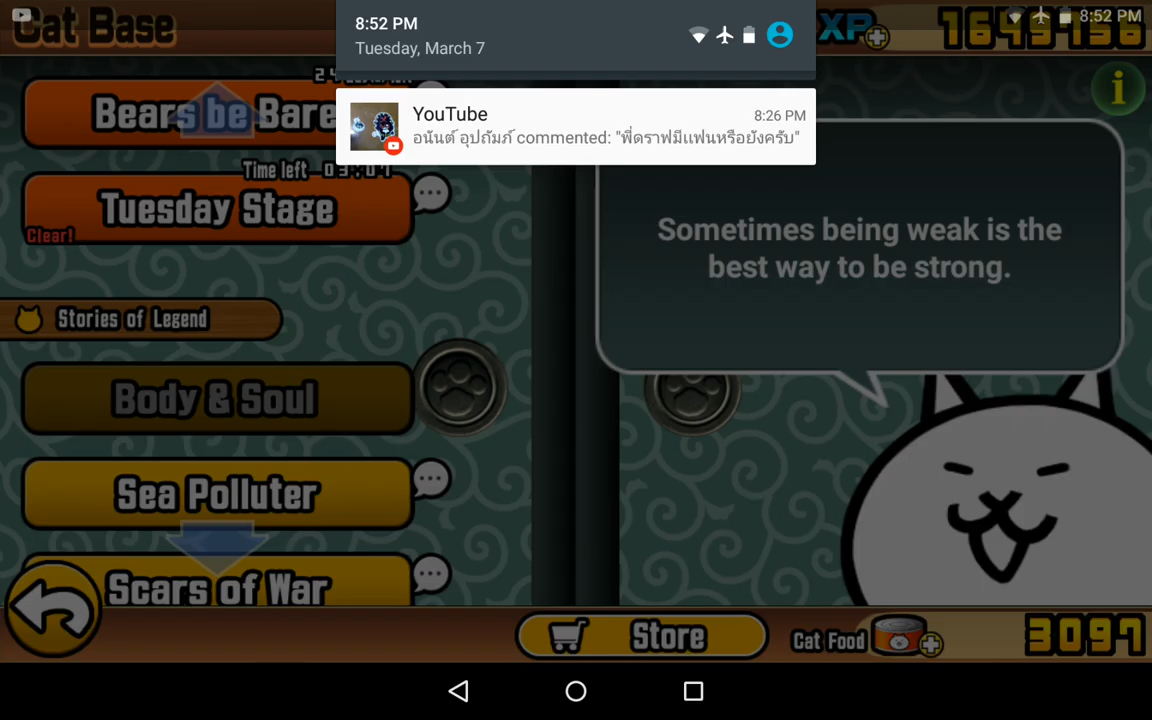 Cat Base
8:52 PM
Tuesday, March 7
XP
8:52 PM
YouTube
8:26 PM
อนันต์ อุปถัมภ์ commented: "พี่ดราฟมีแฟนหรือยังครับ"
Bears be Bare
Time left
Tuesday Stage
Clear!
Sometimes being weak is the
best way to be strong.
Stories of Legend
Body & Soul
Sea Polluter
Scars of War
Store
Cat Food
3097